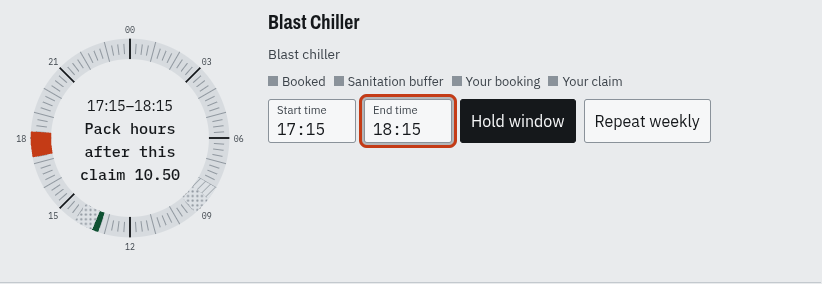 00
21
03
17:15–18:15
Pack hours
after this
claim 10.50
18
06
15
09
12
Blast Chiller
Blast chiller
Booked
Sanitation buffer
Your booking
Your claim
Start time
17:15
End time
18:15
Hold window
Repeat weekly